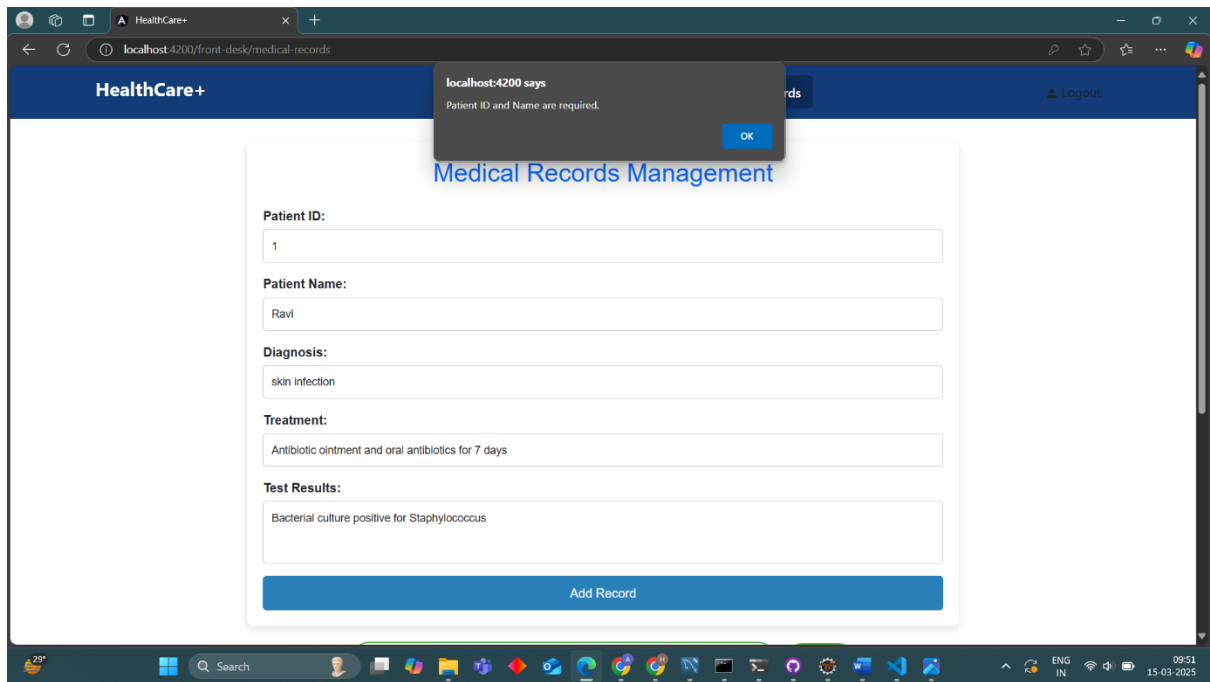 HealthCare+
localhost:4200/front-desk/medical-records
HealthCare+
localhost:4200 says
Patient ID and Name are required.
OK
rds
Logout
Medical Records Management
Patient ID:
1
Patient Name:
Ravi
Diagnosis:
skin infection
Treatment:
Antibiotic ointment and oral antibiotics for 7 days
Test Results:
Bacterial culture positive for Staphylococcus
Add Record
29°
Search
ENG
IN
09:51
15-03-2025